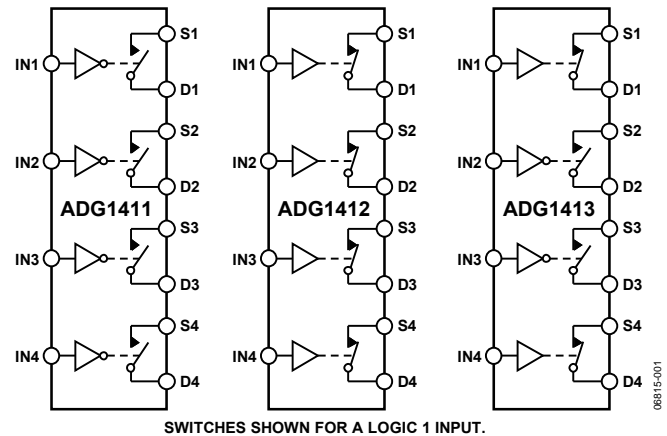 S1
IN1
D1
S2
IN2
D2
ADG1411
S3
IN3
D3
S4
IN4
D4
S1
IN1
D1
S2
IN2
D2
ADG1412
S3
IN3
D3
S4
IN4
D4
S1
IN1
D1
S2
IN2
D2
ADG1413
S3
IN3
D3
S4
IN4
D4
06815-001
SWITCHES SHOWN FOR A LOGIC 1 INPUT.